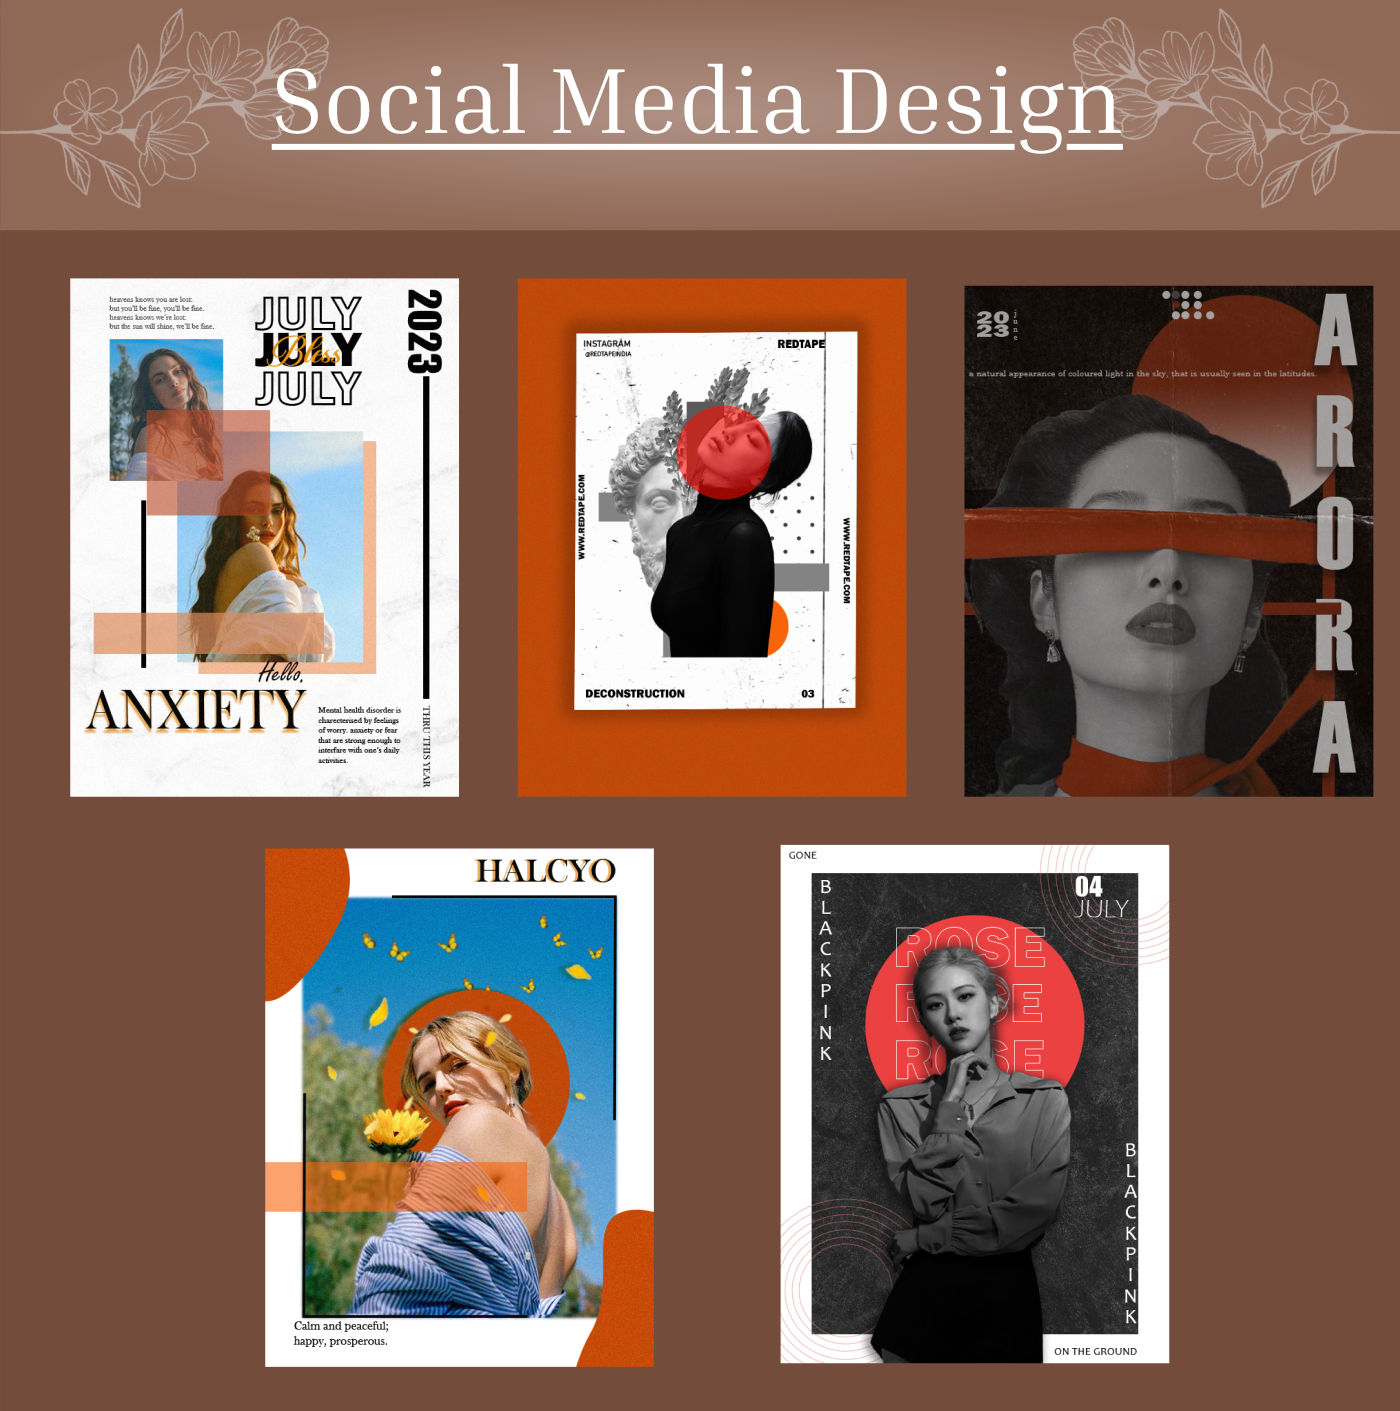 Social Media Design
heavens knows you are lost:
but you'll be fine, you'll be fine.
heavens knows we're lost:
but the sun will shine, we'll be fine.
JULY
JULY
Bless
JULY
2023
Hello,
ANXIETY
Mental health disorder is
charecterised by feelings
of worry. anxiety or fear
that are strong enough to
interfare with one's daily
activities.
THRU THIS YEAR
INSTAGRAM
@REDTAPEINDIA
REDTAPE
WWW.REDTAPE.COM
WWW.REDTAPE.COM
DECONSTRUCTION
03
20
23
june
a natural appearance of coloured light in the sky, that is usually seen in the latitudes.
ARORA
HALCYO
Calm and peaceful;
happy, prosperous.
GONE
BLACKPINK
04
JULY
ROSE
ROSE
ROSE
BLACKPINK
ON THE GROUND